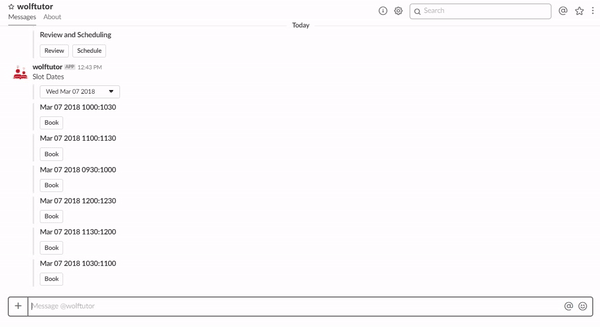 wolftutor
Messages About
Search
Today
Review and Scheduling
Review Schedule
wolftutor APP 12:43 PM
Slot Dates
Wed Mar 07 2018
Mar 07 2018 1000:1030
Book
Mar 07 2018 1100:1130
Book
Mar 07 2018 0930:1000
Book
Mar 07 2018 1200:1230
Book
Mar 07 2018 1130:1200
Book
Mar 07 2018 1030:1100
Book
Message @wolftutor